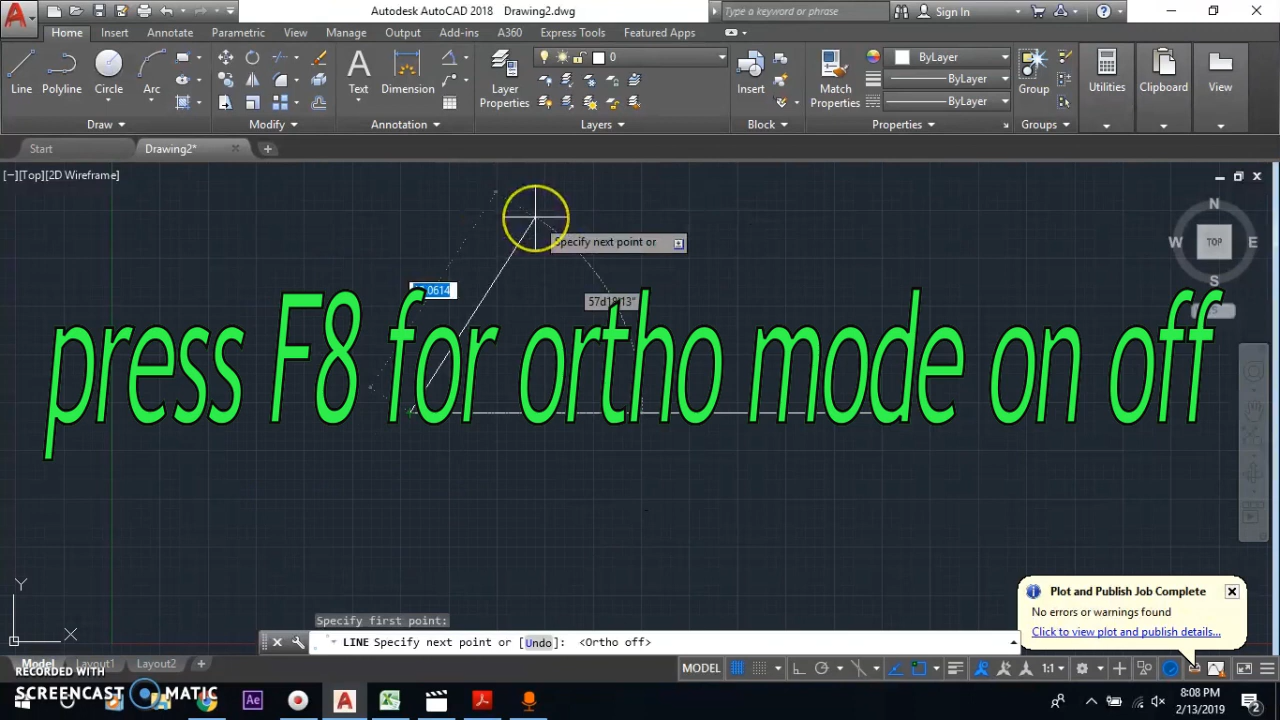 Autodesk AutoCAD 2018 Drawing2.dwg
Type a keyword or phrase
Sign In
Home Insert Annotate Parametric View Manage Output Add-ins A360 Express Tools Featured Apps
0
ByLayer
ByLayer
ByLayer
Line Polyline Circle Arc Text Dimension Layer Properties Insert Match Properties Group Utilities Clipboard View
Draw Modify Annotation Layers Block Properties Groups
Start Drawing2*
[−][Top][2D Wireframe]
N
W TOP E
S
Specify next point or
press F8 for ortho mode on off
Y
X
Plot and Publish Job Complete
No errors or warnings found
Click to view plot and publish details...
Specify first point:
LINE Specify next point or [Undo]: <Ortho off>
Model Layout1 Layout2 +
MODEL 1:1
RECORDED WITH
SCREENCAST MATIC
Ae
8:08 PM
2/13/2019
2